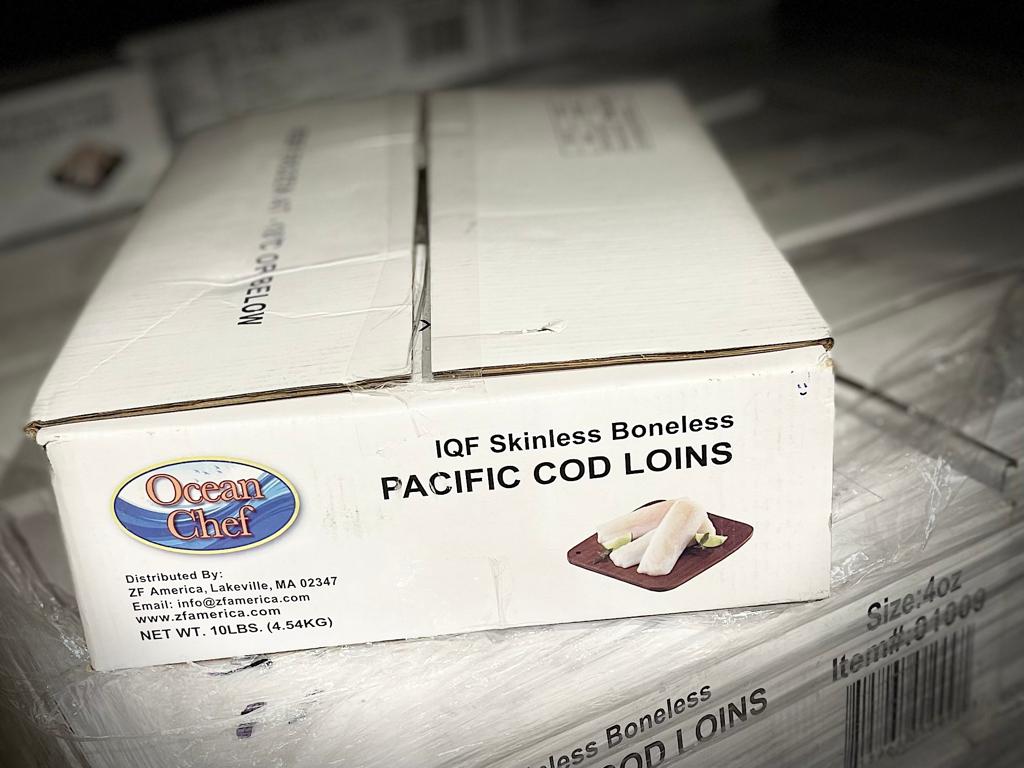 OR BELOW
IQF Skinless Boneless
PACIFIC COD LOINS
Ocean
Chef
Distributed By:
ZF America, Lakeville, MA 02347
Email: info@zfamerica.com
www.zfamerica.com
NET WT. 10LBS. (4.54KG)
Size:4oz
Item#:01009
Boneless
COD LOINS